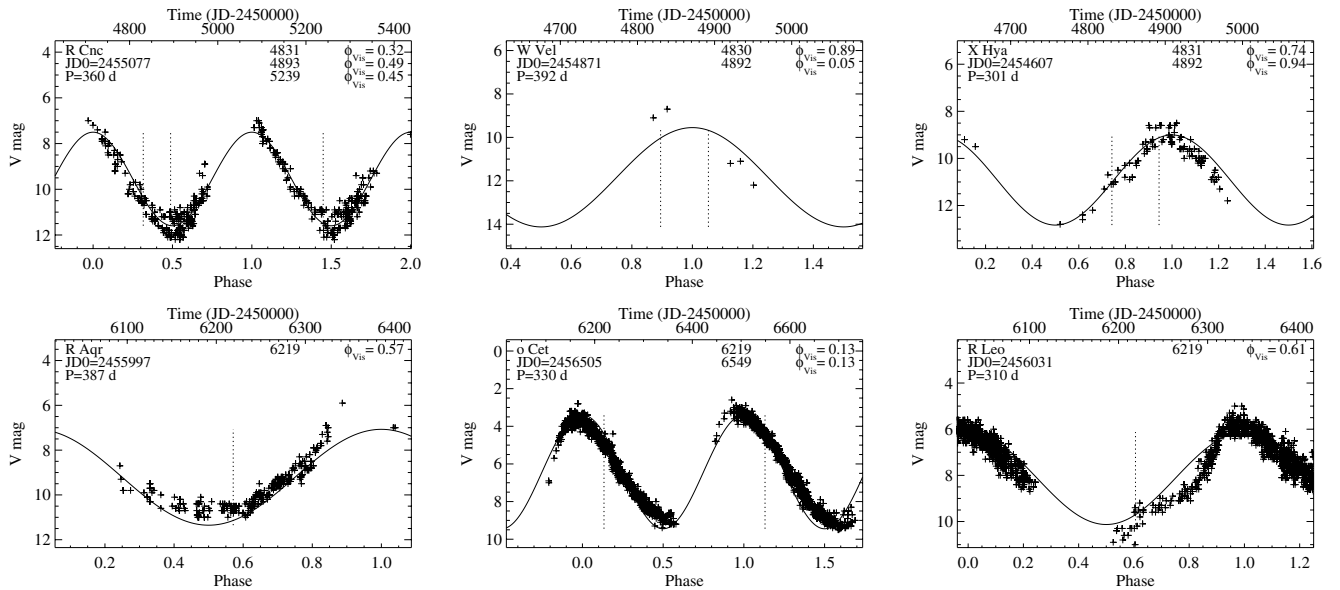 Time (JD-2450000)
4800 5000 5200 5400
R Cnc 4831 ϕVis= 0.32
JD0=2455077 4893 ϕVis= 0.49
P=360 d 5239 ϕVis= 0.45
V mag
6
8
10
12
0.0 0.5 1.0 1.5 2.0
Phase
Time (JD-2450000)
4700 4800 4900 5000
W Vel 4830 ϕVis= 0.89
JD0=2454871 4892 ϕVis= 0.05
P=392 d
V mag
8
10
12
14
0.4 0.6 0.8 1.0 1.2 1.4
Phase
Time (JD-2450000)
4700 4800 4900 5000
X Hya 4831 ϕVis= 0.74
JD0=2454607 4892 ϕVis= 0.94
P=301 d
V mag
6
8
10
12
0.2 0.4 0.6 0.8 1.0 1.2 1.4 1.6
Phase
Time (JD-2450000)
6100 6200 6300 6400
R Aqr 6219 ϕVis= 0.57
JD0=2455997
P=387 d
V mag
4
6
8
10
12
0.0 0.2 0.4 0.6 0.8 1.0
Phase
Time (JD-2450000)
6200 6400 6600
o Cet 6219 ϕVis= 0.13
JD0=2456505 6549 ϕVis= 0.13
P=330 d
V mag
0
2
4
6
8
10
0.0 0.5 1.0 1.5
Phase
Time (JD-2450000)
6100 6200 6300 6400
R Leo 6219 ϕVis= 0.61
JD0=2456031
P=310 d
V mag
4
6
8
10
0.0 0.2 0.4 0.6 0.8 1.0 1.2
Phase